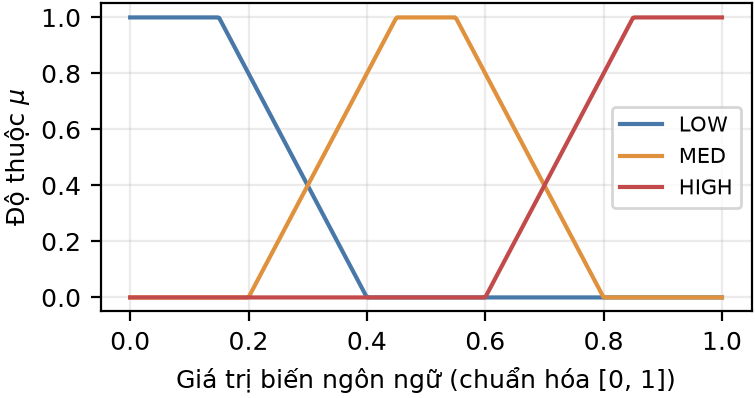 1.0
0.8
0.6
0.4
0.2
0.0
Độ thuộc μ
LOW
MED
HIGH
0.0 0.2 0.4 0.6 0.8 1.0
Giá trị biến ngôn ngữ (chuẩn hóa [0, 1])